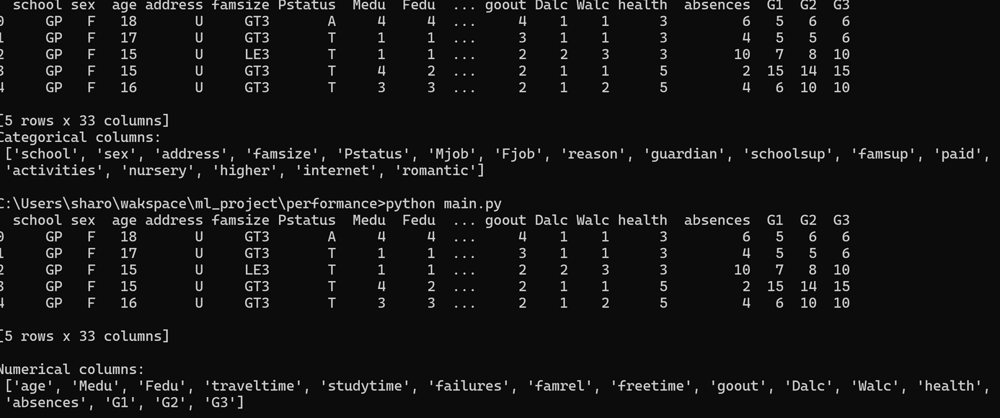 school sex age address famsize Pstatus Medu Fedu ... goout Dalc Walc health absences G1 G2 G3
0 GP F 18 U GT3 A 4 4 ... 4 1 1 3 6 5 6 6
1 GP F 17 U GT3 T 1 1 ... 3 1 1 3 4 5 5 6
2 GP F 15 U LE3 T 1 1 ... 2 2 3 3 10 7 8 10
3 GP F 15 U GT3 T 4 2 ... 2 1 1 5 2 15 14 15
4 GP F 16 U GT3 T 3 3 ... 2 1 2 5 4 6 10 10
[5 rows x 33 columns]
Categorical columns:
['school', 'sex', 'address', 'famsize', 'Pstatus', 'Mjob', 'Fjob', 'reason', 'guardian', 'schoolsup', 'famsup', 'paid',
'activities', 'nursery', 'higher', 'internet', 'romantic']
C:\Users\sharo\wakspace\ml_project\performance>python main.py
school sex age address famsize Pstatus Medu Fedu ... goout Dalc Walc health absences G1 G2 G3
0 GP F 18 U GT3 A 4 4 ... 4 1 1 3 6 5 6 6
1 GP F 17 U GT3 T 1 1 ... 3 1 1 3 4 5 5 6
2 GP F 15 U LE3 T 1 1 ... 2 2 3 3 10 7 8 10
3 GP F 15 U GT3 T 4 2 ... 2 1 1 5 2 15 14 15
4 GP F 16 U GT3 T 3 3 ... 2 1 2 5 4 6 10 10
[5 rows x 33 columns]
Numerical columns:
['age', 'Medu', 'Fedu', 'traveltime', 'studytime', 'failures', 'famrel', 'freetime', 'goout', 'Dalc', 'Walc', 'health',
'absences', 'G1', 'G2', 'G3']